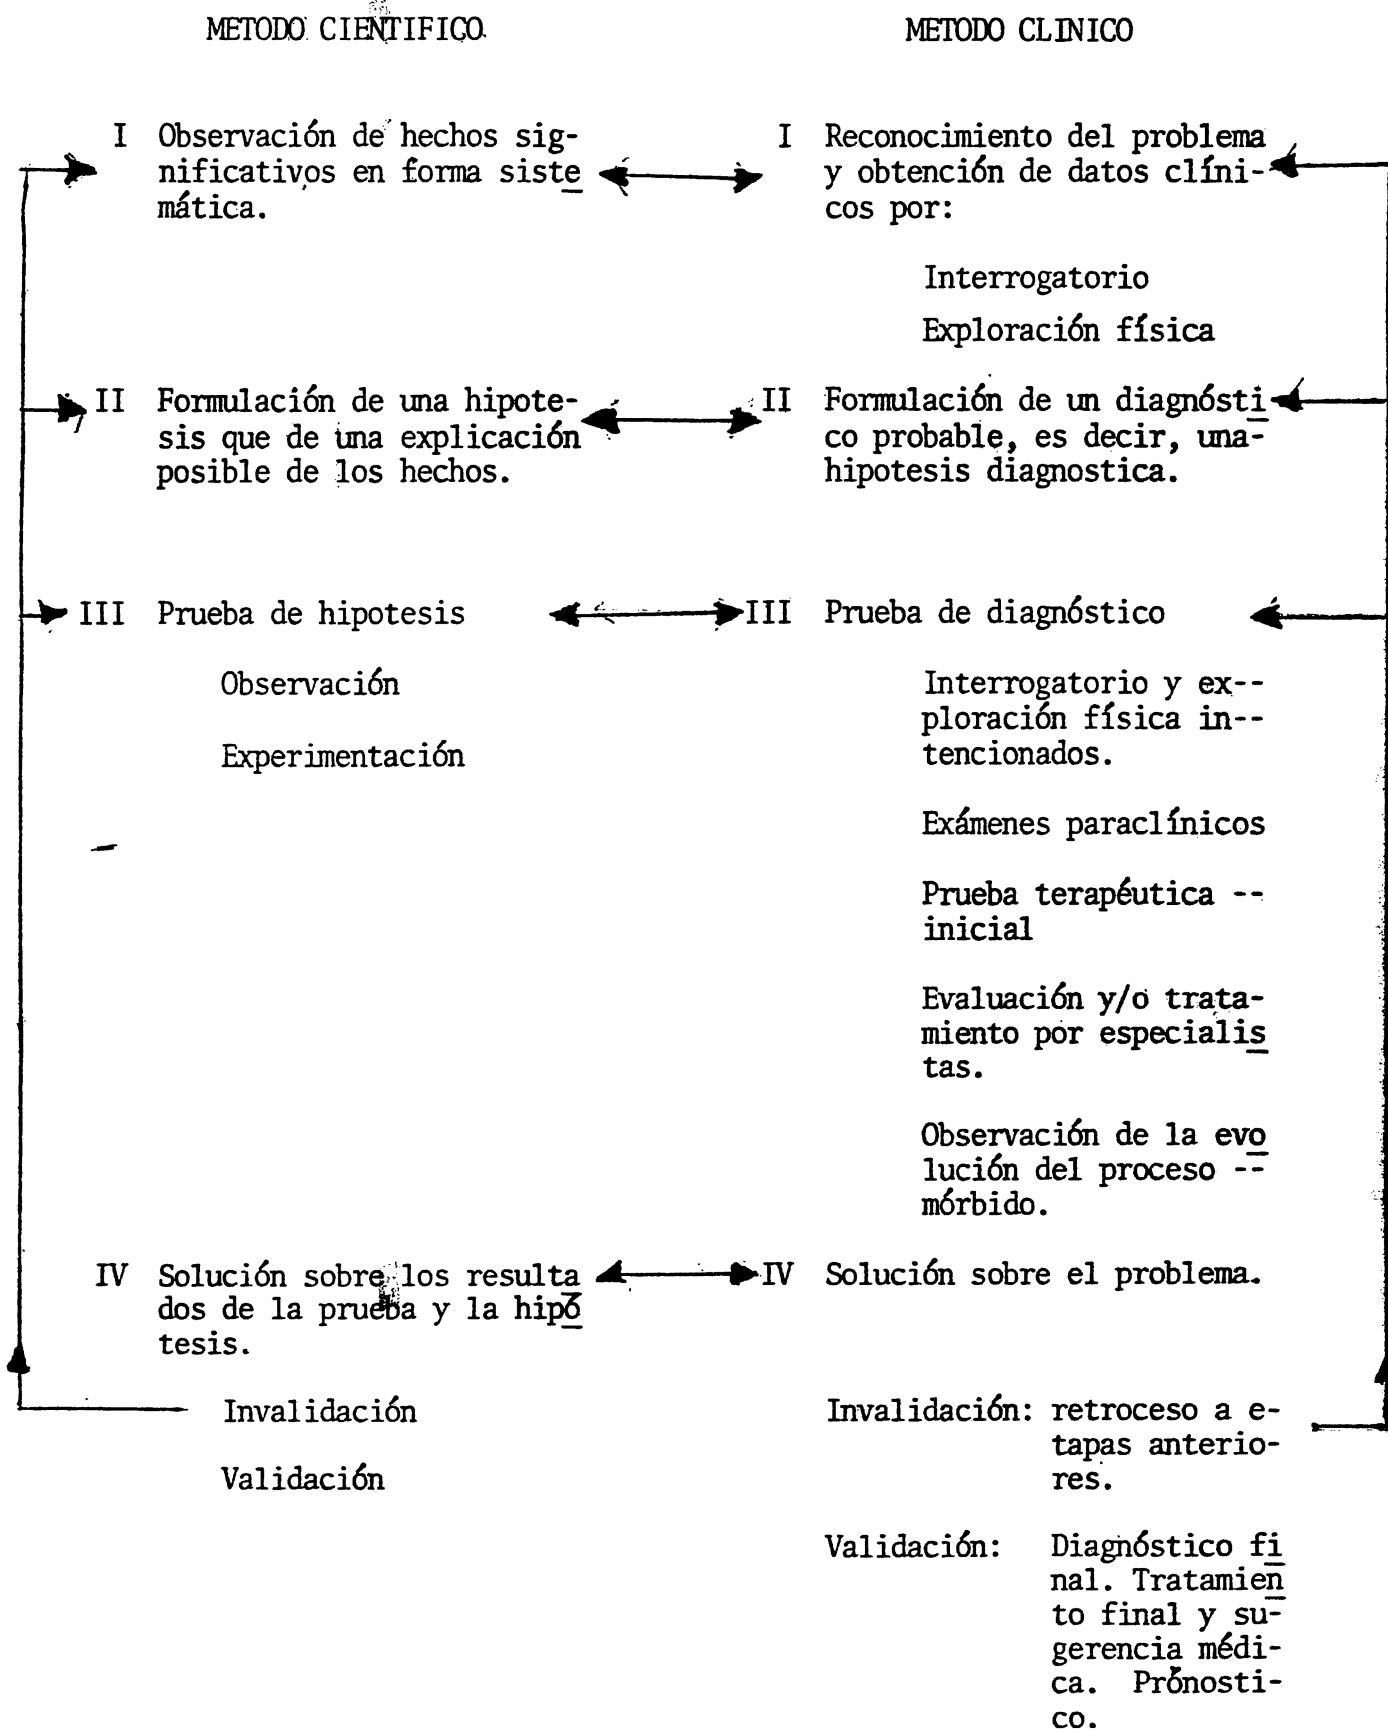 METODO CIENTIFICO
METODO CLINICO
I Observación de hechos sig-
nificativos en forma siste
mática.
I Reconocimiento del problema
y obtención de datos clíni-
cos por:
Interrogatorio
Exploración física
II Formulación de una hipote-
sis que de una explicación
posible de los hechos.
II Formulación de un diagnósti
co probable, es decir, una-
hipotesis diagnostica.
III Prueba de hipotesis
Observación
Experimentación
III Prueba de diagnóstico
Interrogatorio y ex--
ploración física in--
tencionados.
Exámenes paraclínicos
Prueba terapéutica --
inicial
Evaluación y/o trata-
miento por especialis
tas.
Observación de la evo
lución del proceso --
mórbido.
IV Solución sobre los resulta
dos de la prueba y la hipó
tesis.
Invalidación
Validación
IV Solución sobre el problema.
Invalidación: retroceso a e-
tapas anterio-
res.
Validación: Diagnóstico fi
nal. Tratamien
to final y su-
gerencia médi-
ca. Prónosti-
co.